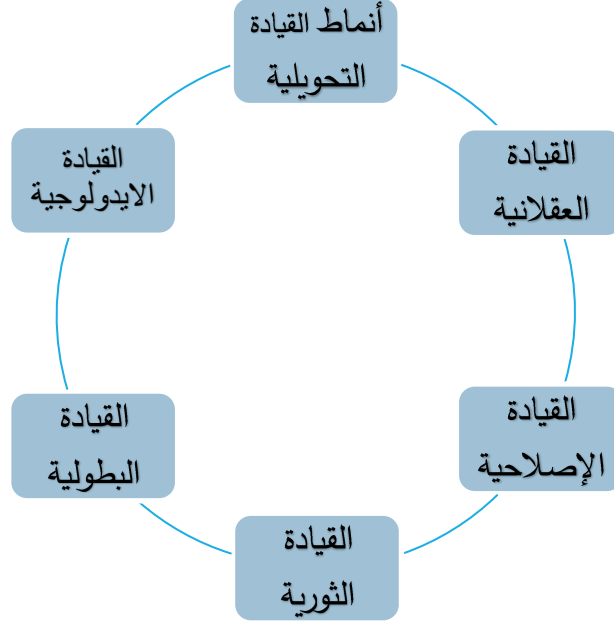 أنماط القيادة
التحويلية
القيادة
العقلانية
القيادة
الإصلاحية
القيادة
الثورية
القيادة
البطولية
القيادة
الايدولوجية